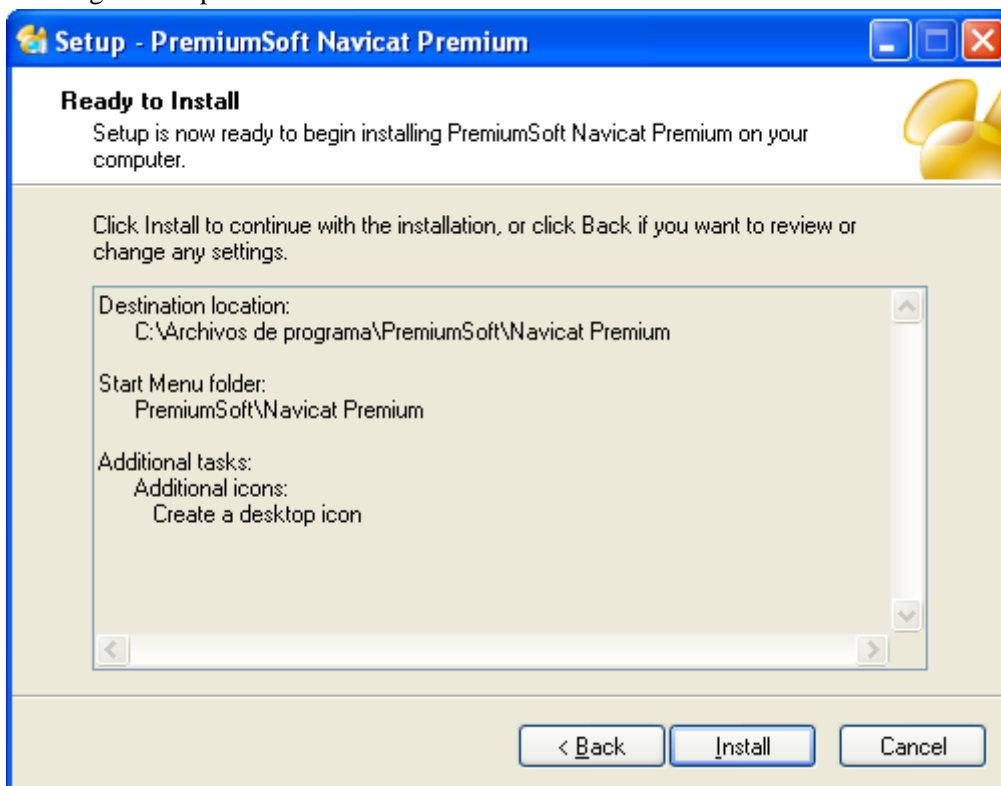 Setup - PremiumSoft Navicat Premium
Ready to Install
Setup is now ready to begin installing PremiumSoft Navicat Premium on your
computer.
Click Install to continue with the installation, or click Back if you want to review or
change any settings.
Destination location:
C:\Archivos de programa\PremiumSoft\Navicat Premium
Start Menu folder:
PremiumSoft\Navicat Premium
Additional tasks:
Additional icons:
Create a desktop icon
< Back
Install
Cancel